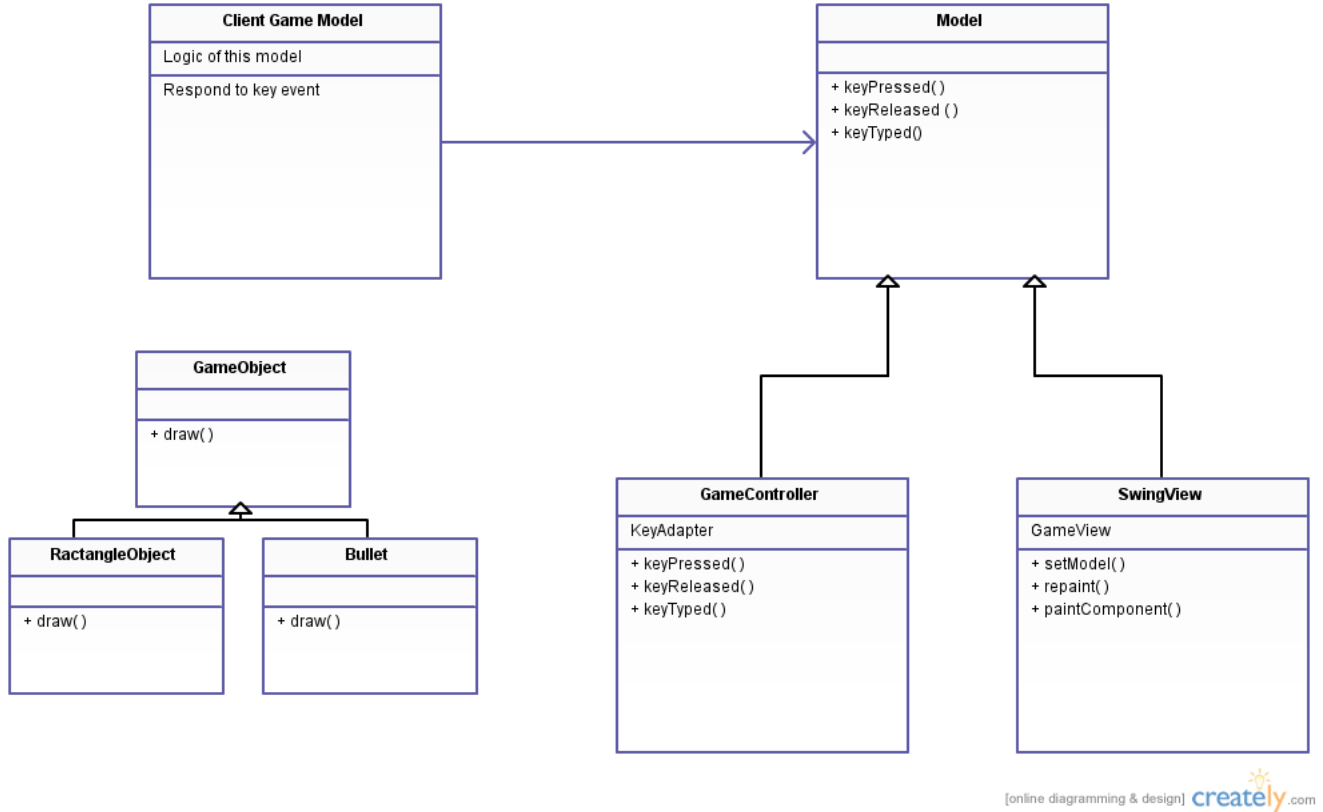 Client Game Model
Logic of this model
Respond to key event
Model
+ keyPressed( )
+ keyReleased ( )
+ keyTyped()
GameObject
+ draw( )
RactangleObject
+ draw( )
Bullet
+ draw( )
GameController
KeyAdapter
+ keyPressed( )
+ keyReleased( )
+ keyTyped( )
SwingView
GameView
+ setModel( )
+ repaint( )
+ paintComponent( )
[online diagramming & design] creately.com